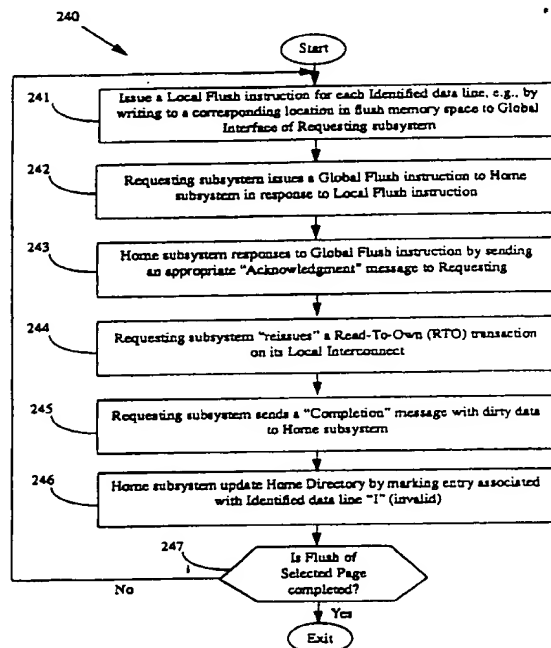 240
Start
241
Issue a Local Flush instruction for each Identified data line, e.g., by
writing to a corresponding location in flush memory space to Global
Interface of Requesting subsystem
242
Requesting subsystem issues a Global Flush instruction to Home
subsystem in response to Local Flush instruction
243
Home subsystem responses to Global Flush instruction by sending
an appropriate "Acknowledgment" message to Requesting
244
Requesting subsystem "reissues" a Read-To-Own (RTO) transaction
on its Local Interconnect
245
Requesting subsystem sends a "Completion" message with dirty data
to Home subsystem
246
Home subsystem update Home Directory by marking entry associated
with Identified data line "I" (invalid)
247
Is Flush of
Selected Page
completed?
No
Yes
Exit